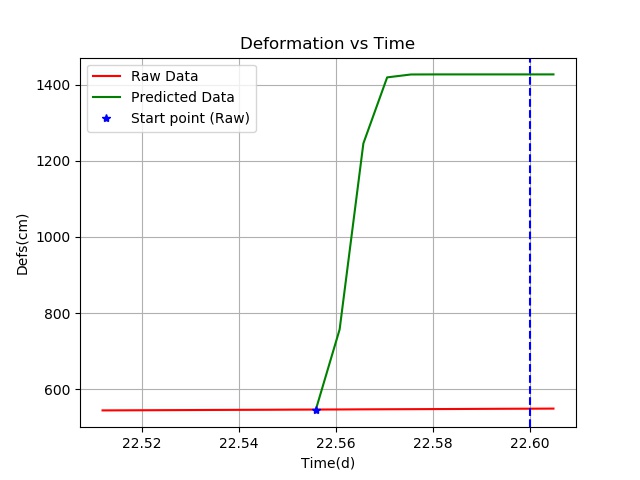 Deformation vs Time
Raw Data
Predicted Data
Start point (Raw)
1400
1200
1000
800
600
Defs(cm)
22.52 22.54 22.56 22.58 22.60
Time(d)